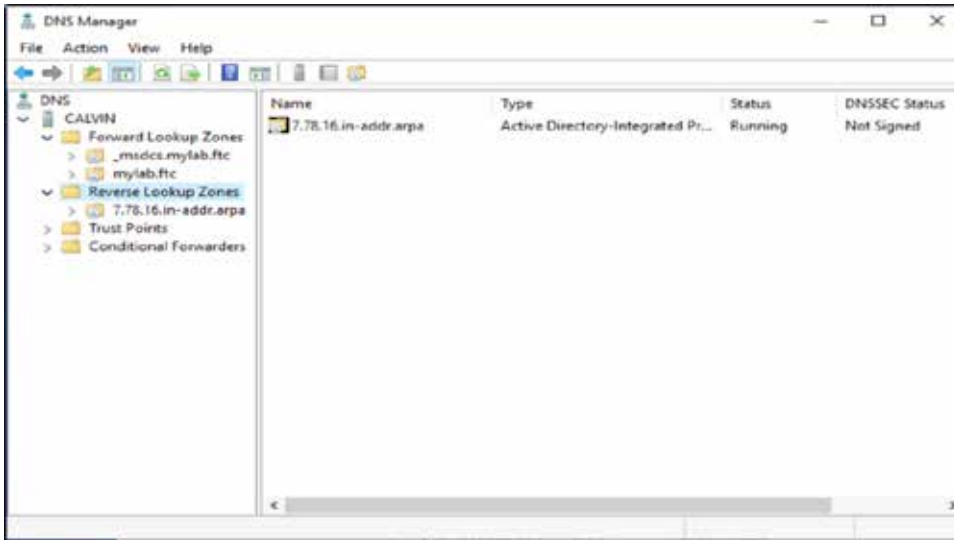 DNS Manager
File Action View Help
DNS
CALVIN
Forward Lookup Zones
_msdcs.mylab.ftc
mylab.ftc
Reverse Lookup Zones
7.78.16.in-addr.arpa
Trust Points
Conditional Forwarders
Name Type Status DNSSEC Status
7.78.16.in-addr.arpa Active Directory-Integrated Pr... Running Not Signed